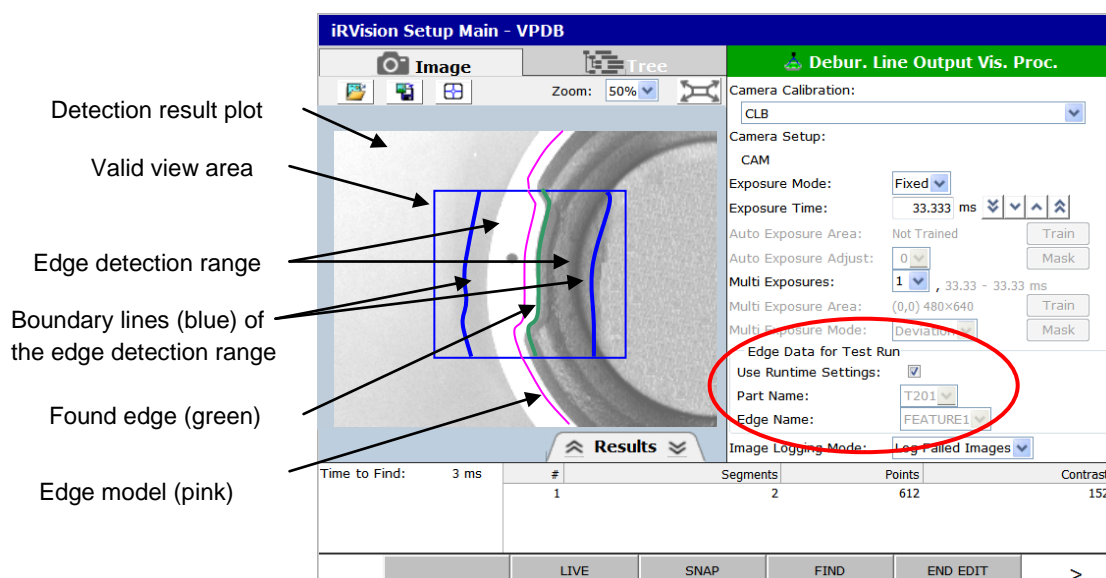 iRVision Setup Main - VPDB
Image
Tree
Debur. Line Output Vis. Proc.
Zoom: 50%
Camera Calibration:
CLB
Camera Setup:
CAM
Exposure Mode: Fixed
Exposure Time: 33.333 ms
Auto Exposure Area: Not Trained Train
Auto Exposure Adjust: 0 Mask
Multi Exposures: 1 , 33.33 - 33.33 ms
Multi Exposure Area: (0,0) 480×640 Train
Multi Exposure Mode: Deviation Mask
Edge Data for Test Run
Use Runtime Settings:
Part Name: T201
Edge Name: FEATURE1
Image Logging Mode: Log Failed Images
Detection result plot
Valid view area
Edge detection range
Boundary lines (blue) of
the edge detection range
Found edge (green)
Edge model (pink)
Results
Time to Find: 3 ms
# Segments Points Contrast
1 2 612 152
LIVE SNAP FIND END EDIT >